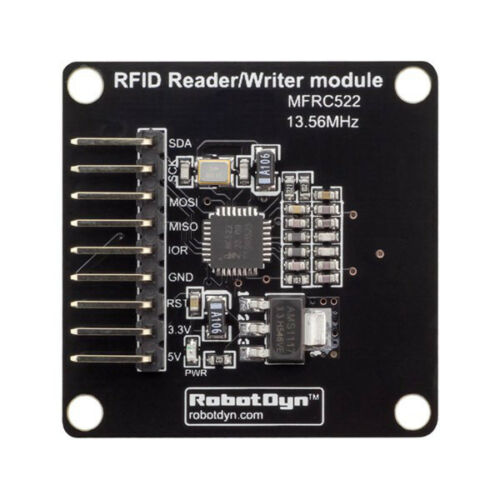 RFID Reader/Writer module
MFRC522
13.56MHz
SDA
SCK
MOSI
MISO
IOR
GND
RST
3.3V
5V
PWR
A106
A106
AMS1117
RobotDyn™
robotdyn.com